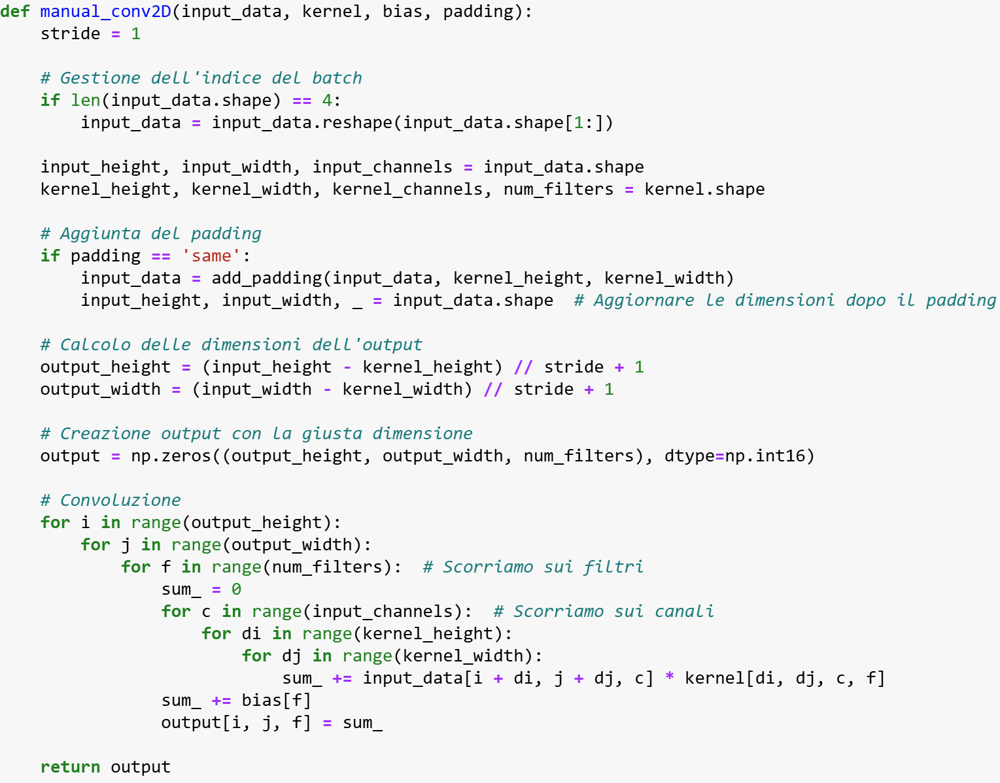 def manual_conv2D(input_data, kernel, bias, padding):
    stride = 1

    # Gestione dell'indice del batch
    if len(input_data.shape) == 4:
        input_data = input_data.reshape(input_data.shape[1:])

    input_height, input_width, input_channels = input_data.shape
    kernel_height, kernel_width, kernel_channels, num_filters = kernel.shape

    # Aggiunta del padding
    if padding == 'same':
        input_data = add_padding(input_data, kernel_height, kernel_width)
        input_height, input_width, _ = input_data.shape  # Aggiornare le dimensioni dopo il padding

    # Calcolo delle dimensioni dell'output
    output_height = (input_height - kernel_height) // stride + 1
    output_width = (input_width - kernel_width) // stride + 1

    # Creazione output con la giusta dimensione
    output = np.zeros((output_height, output_width, num_filters), dtype=np.int16)

    # Convoluzione
    for i in range(output_height):
        for j in range(output_width):
            for f in range(num_filters):  # Scorriamo sui filtri
                sum_ = 0
                for c in range(input_channels):  # Scorriamo sui canali
                    for di in range(kernel_height):
                        for dj in range(kernel_width):
                            sum_ += input_data[i + di, j + dj, c] * kernel[di, dj, c, f]
                sum_ += bias[f]
                output[i, j, f] = sum_

    return output